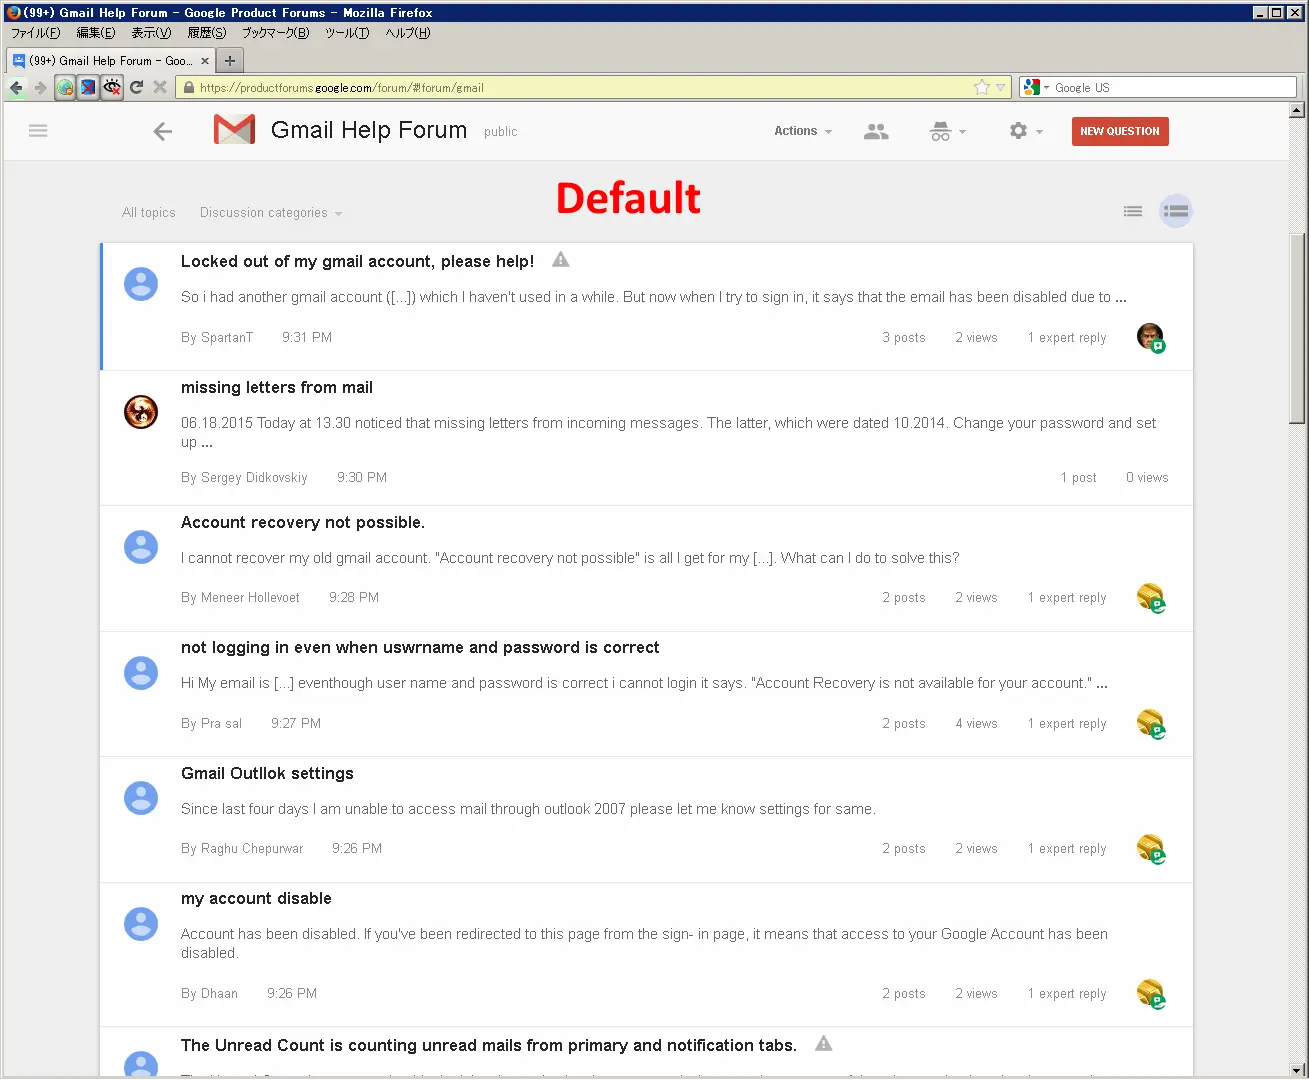 (99+) Gmail Help Forum - Google Product Forums - Mozilla Firefox
ファイル(F) 編集(E) 表示(V) 履歴(S) ブックマーク(B) ツール(T) ヘルプ(H)
(99+) Gmail Help Forum - Goo...
https://productforums.google.com/forum/#!forum/gmail
Google US
Gmail Help Forum public Actions NEW QUESTION
Default
All topics Discussion categories
Locked out of my gmail account, please help!
So i had another gmail account ([...]) which I haven't used in a while. But now when I try to sign in, it says that the email has been disabled due to ...
By SpartanT 9:31 PM 3 posts 2 views 1 expert reply
missing letters from mail
06.18.2015 Today at 13.30 noticed that missing letters from incoming messages. The latter, which were dated 10.2014. Change your password and set
up ...
By Sergey Didkovskiy 9:30 PM 1 post 0 views
Account recovery not possible.
I cannot recover my old gmail account. "Account recovery not possible" is all I get for my [...]. What can I do to solve this?
By Meneer Hollevoet 9:28 PM 2 posts 2 views 1 expert reply
not logging in even when uswrname and password is correct
Hi My email is [...] eventhough user name and password is correct i cannot login it says. "Account Recovery is not available for your account." ...
By Pra sal 9:27 PM 2 posts 4 views 1 expert reply
Gmail Outllok settings
Since last four days I am unable to access mail through outlook 2007 please let me know settings for same.
By Raghu Chepurwar 9:26 PM 2 posts 2 views 1 expert reply
my account disable
Account has been disabled. If you've been redirected to this page from the sign- in page, it means that access to your Google Account has been
disabled.
By Dhaan 9:26 PM 2 posts 2 views 1 expert reply
The Unread Count is counting unread mails from primary and notification tabs.